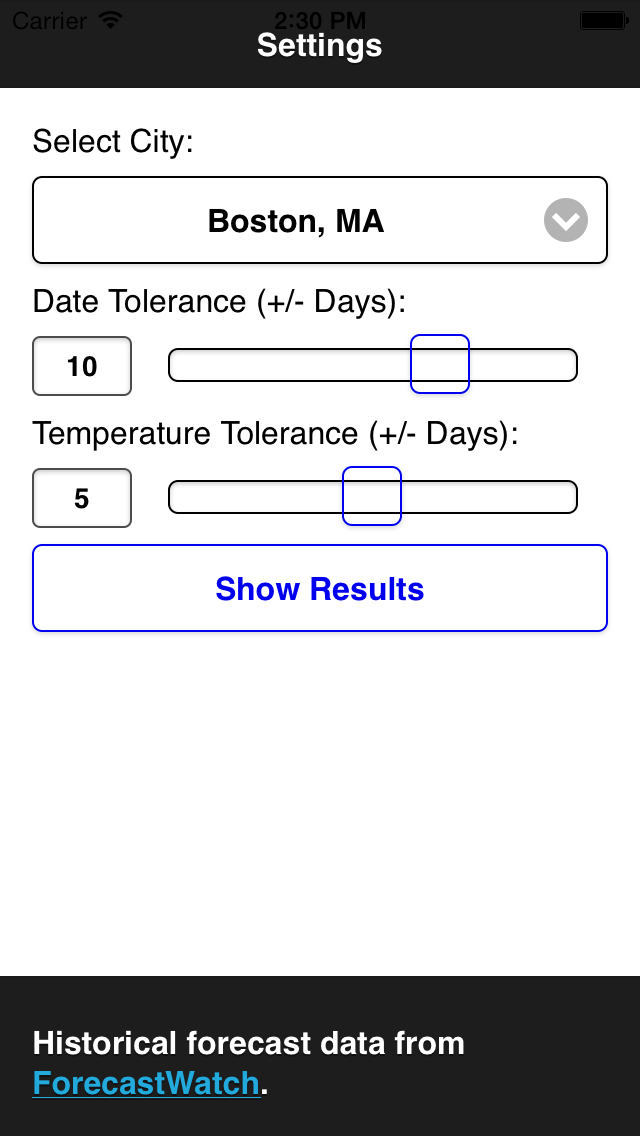 Carrier 2:30 PM
Settings
Select City:
Boston, MA
Date Tolerance (+/- Days):
10
Temperature Tolerance (+/- Days):
5
Show Results
Historical forecast data from
ForecastWatch.